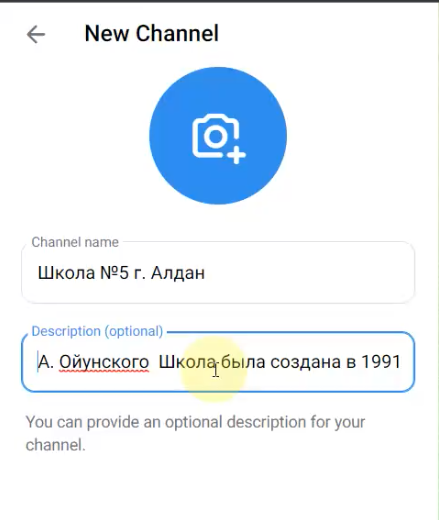 New Channel
Channel name
Школа №5 г. Алдан
Description (optional)
А. Ойунского  Школа была создана в 1991
You can provide an optional description for your
channel.